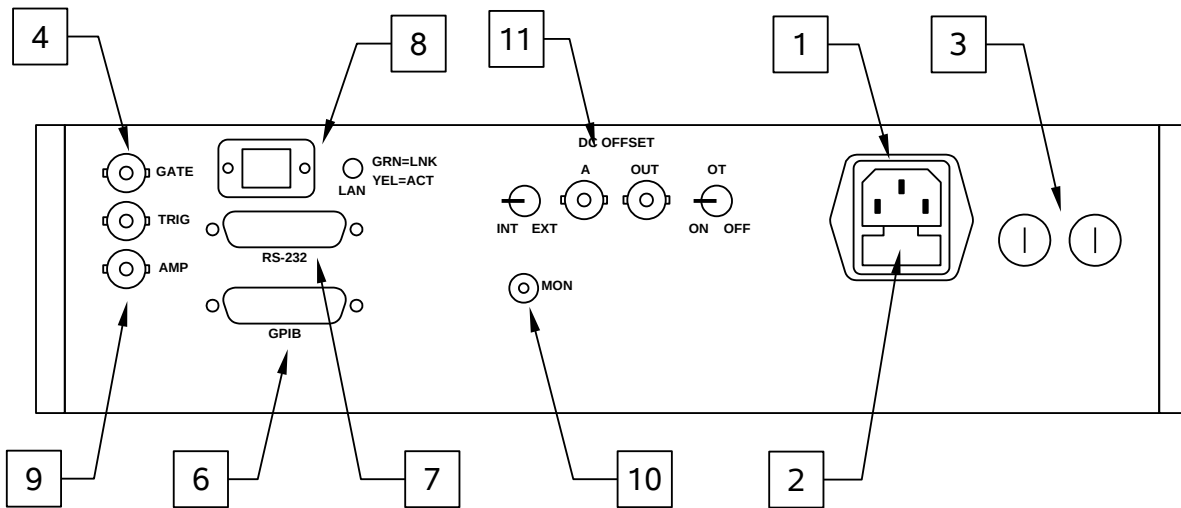 4
8
11
1
3
DC OFFSET
GATE
GRN=LNK
YEL=ACT
LAN
A
OUT
OT
TRIG
INT EXT
ON OFF
RS-232
AMP
MON
GPIB
9
6
7
10
2